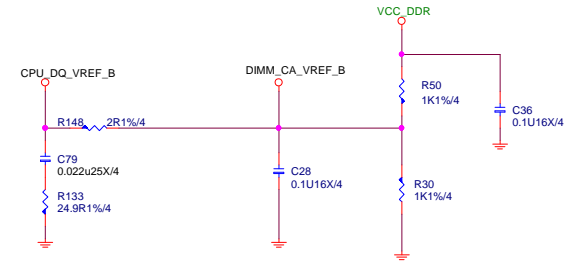 VCC_DDR
CPU_DQ_VREF_B
DIMM_CA_VREF_B
R50
1K1%/4
C36
0.1U16X/4
R148
2R1%/4
C79
0.022u25X/4
C28
0.1U16X/4
R30
1K1%/4
R133
24.9R1%/4